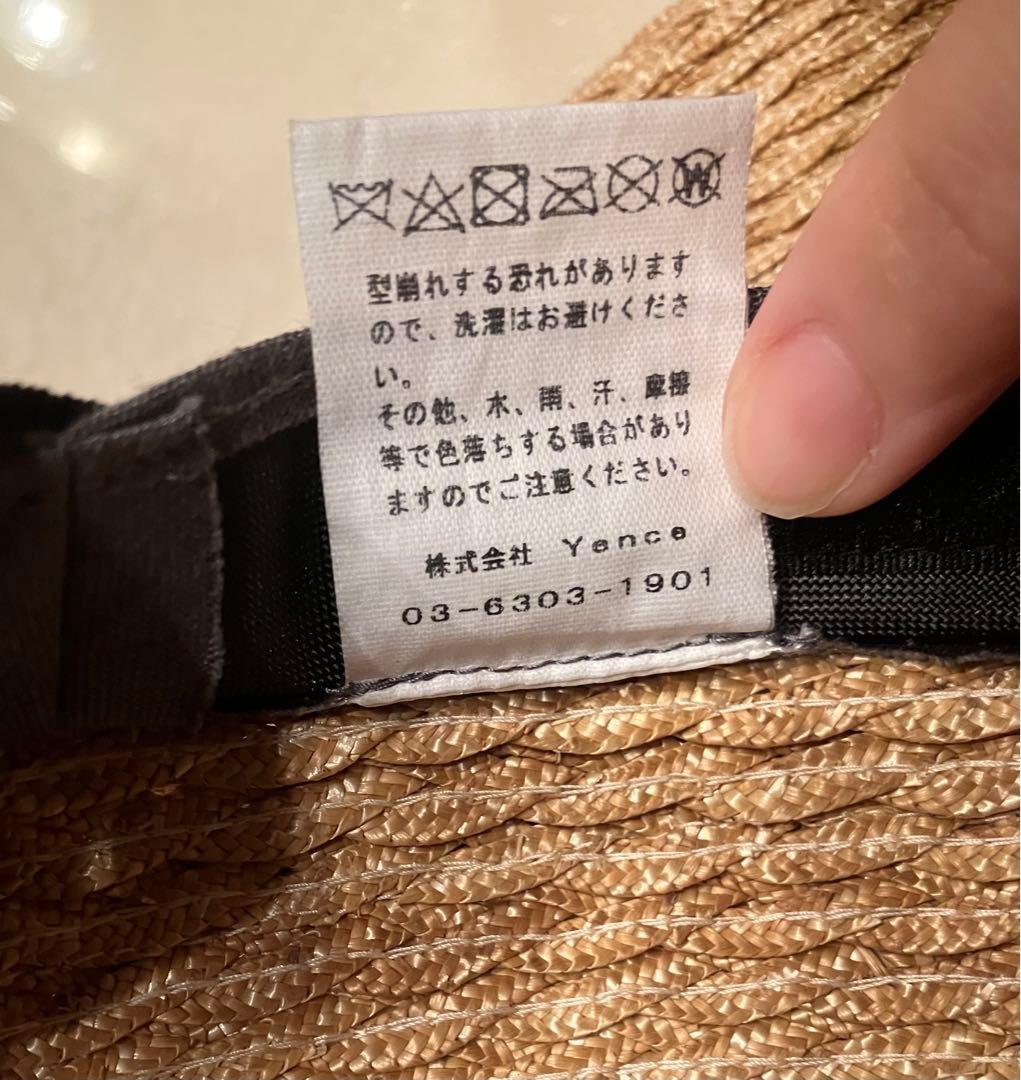 型崩れする恐れがあります
ので、洗濯はお避けくださ
い。
その他、水、雨、汗、摩擦
等で色落ちする場合があり
ますのでご注意ください。
株式会社 Yence
03-6303-1901